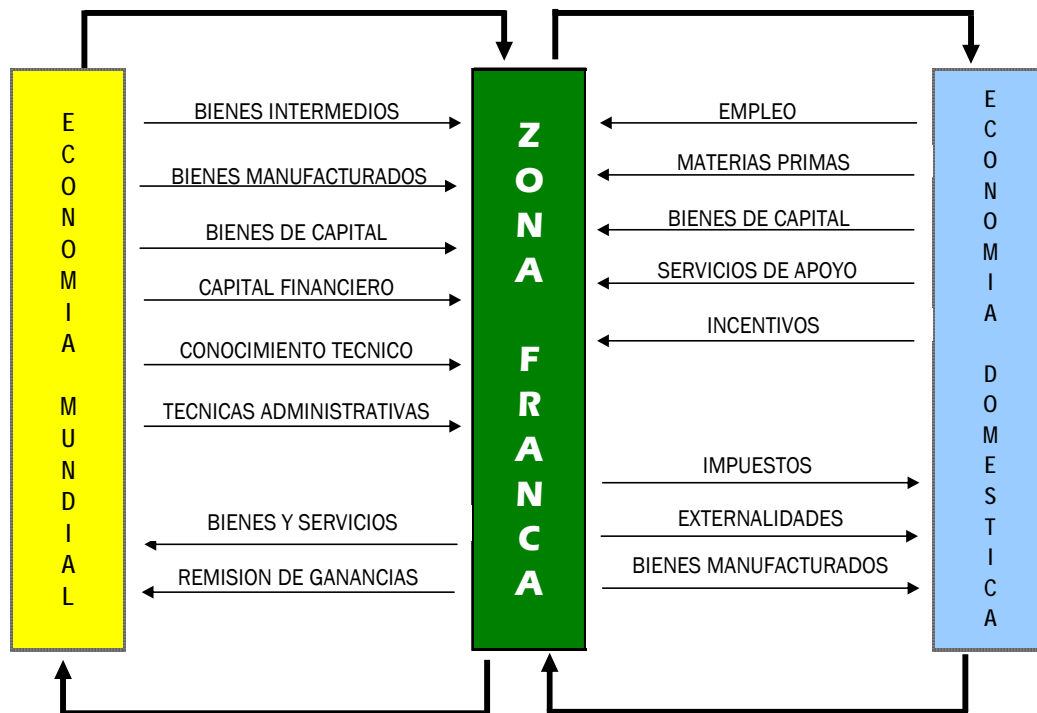 ECONOMIA MUNDIAL
BIENES INTERMEDIOS
BIENES MANUFACTURADOS
BIENES DE CAPITAL
CAPITAL FINANCIERO
CONOCIMIENTO TECNICO
TECNICAS ADMINISTRATIVAS
BIENES Y SERVICIOS
REMISION DE GANANCIAS
ZONA FRANCA
EMPLEO
MATERIAS PRIMAS
BIENES DE CAPITAL
SERVICIOS DE APOYO
INCENTIVOS
IMPUESTOS
EXTERNALIDADES
BIENES MANUFACTURADOS
ECONOMIA DOMESTICA